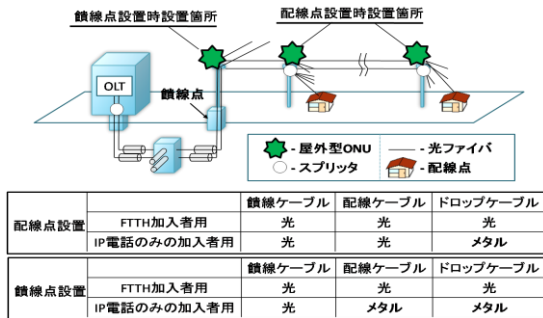 饋線点設置時設置箇所
配線点設置時設置箇所
OLT
饋線点
- 屋外型ONU
- 光ファイバ
- スプリッタ
- 配線点
饋線ケーブル 配線ケーブル ドロップケーブル
配線点設置 FTTH加入者用 光 光 光
IP電話のみの加入者用 光 光 メタル
饋線ケーブル 配線ケーブル ドロップケーブル
饋線点設置 FTTH加入者用 光 光 光
IP電話のみの加入者用 光 メタル メタル